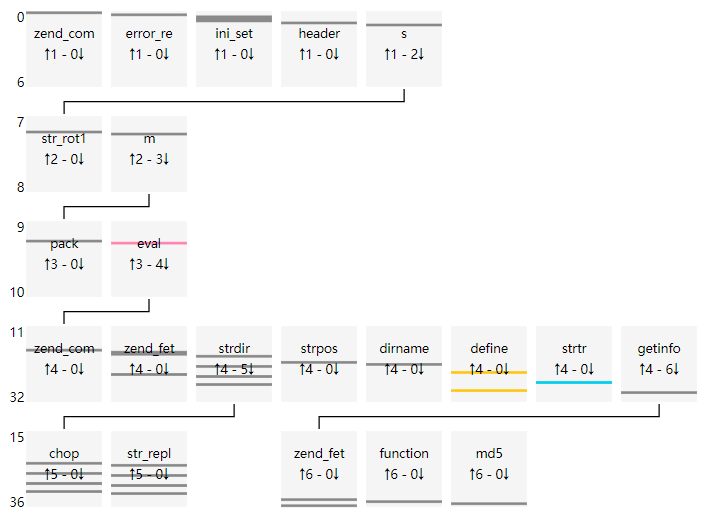 0
zend_com error_re ini_set header s
↑1 - 0↓ ↑1 - 0↓ ↑1 - 0↓ ↑1 - 0↓ ↑1 - 2↓
6
7
str_rot1 m
↑2 - 0↓ ↑2 - 3↓
8
9
pack eval
↑3 - 0↓ ↑3 - 4↓
10
11
zend_com zend_fet strdir strpos dirname define strtr getinfo
↑4 - 0↓ ↑4 - 0↓ ↑4 - 5↓ ↑4 - 0↓ ↑4 - 0↓ ↑4 - 0↓ ↑4 - 0↓ ↑4 - 6↓
32
15
chop str_repl zend_fet function md5
↑5 - 0↓ ↑5 - 0↓ ↑6 - 0↓ ↑6 - 0↓ ↑6 - 0↓
36